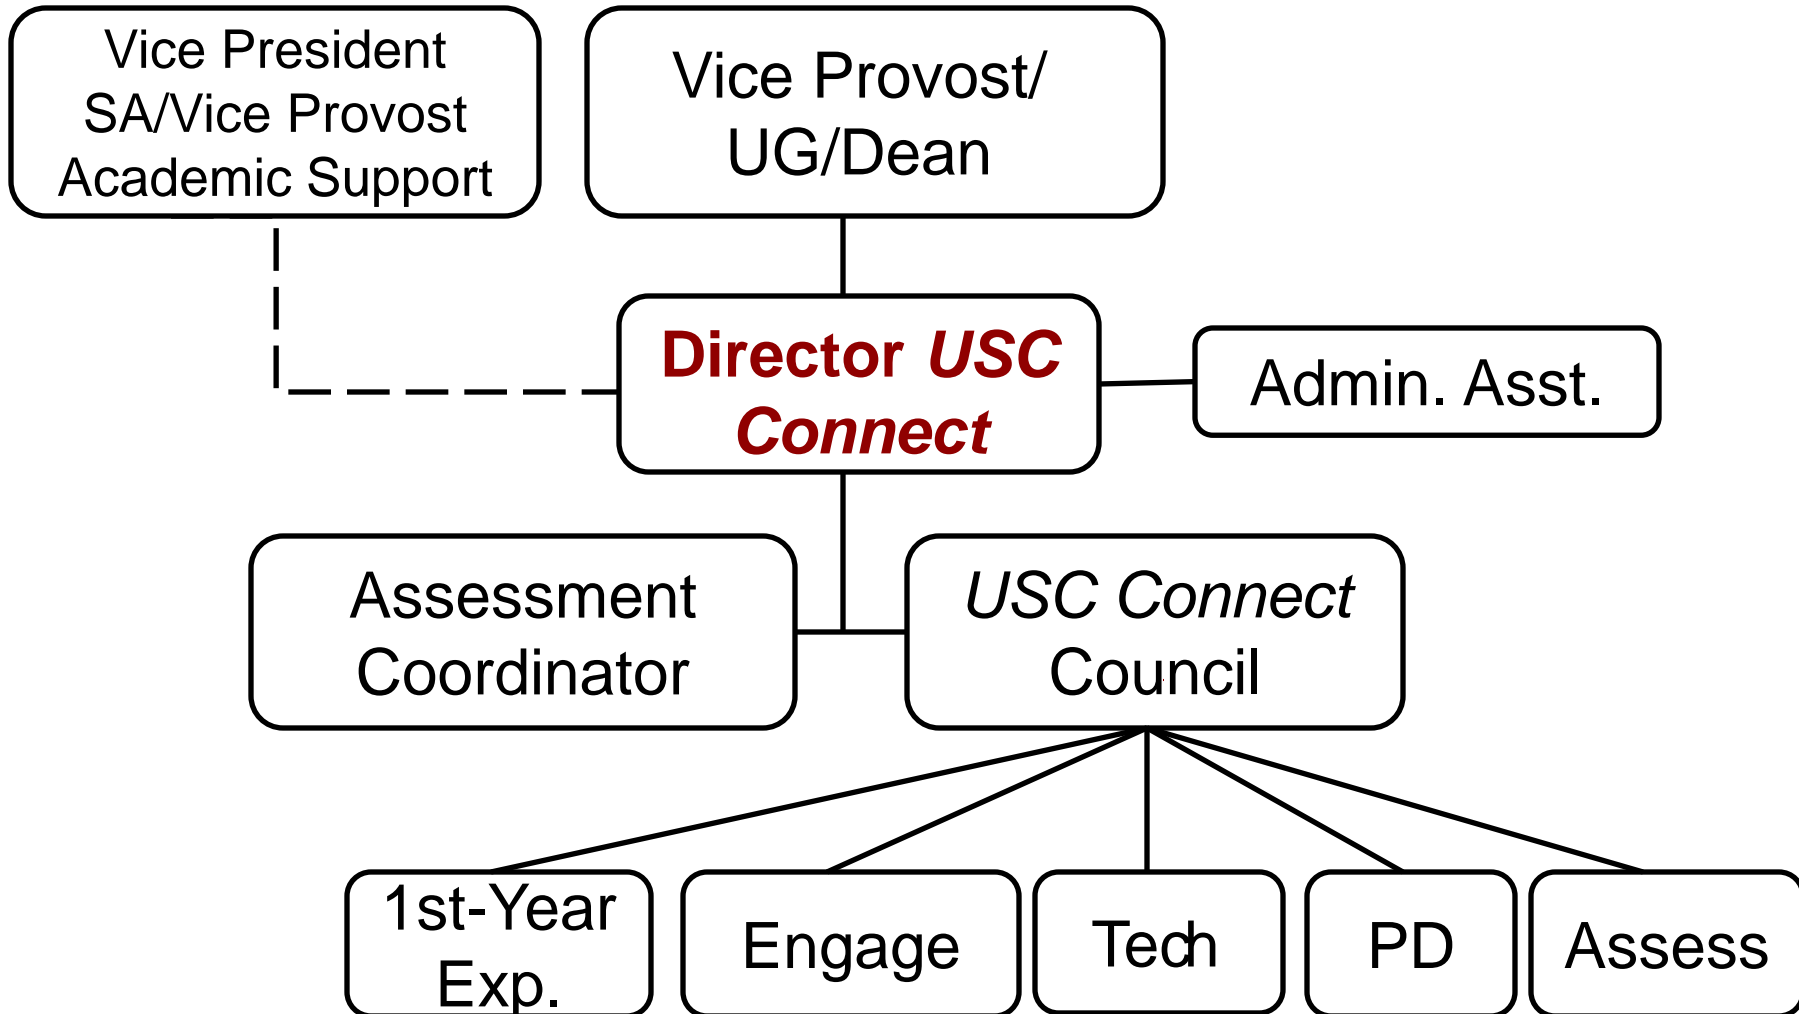 Vice President
SA/Vice Provost
Academic Support
Vice Provost/
UG/Dean
Director USC
Connect
Admin. Asst.
Assessment
Coordinator
USC Connect
Council
1st-Year
Exp.
Engage
Tech
PD
Assess